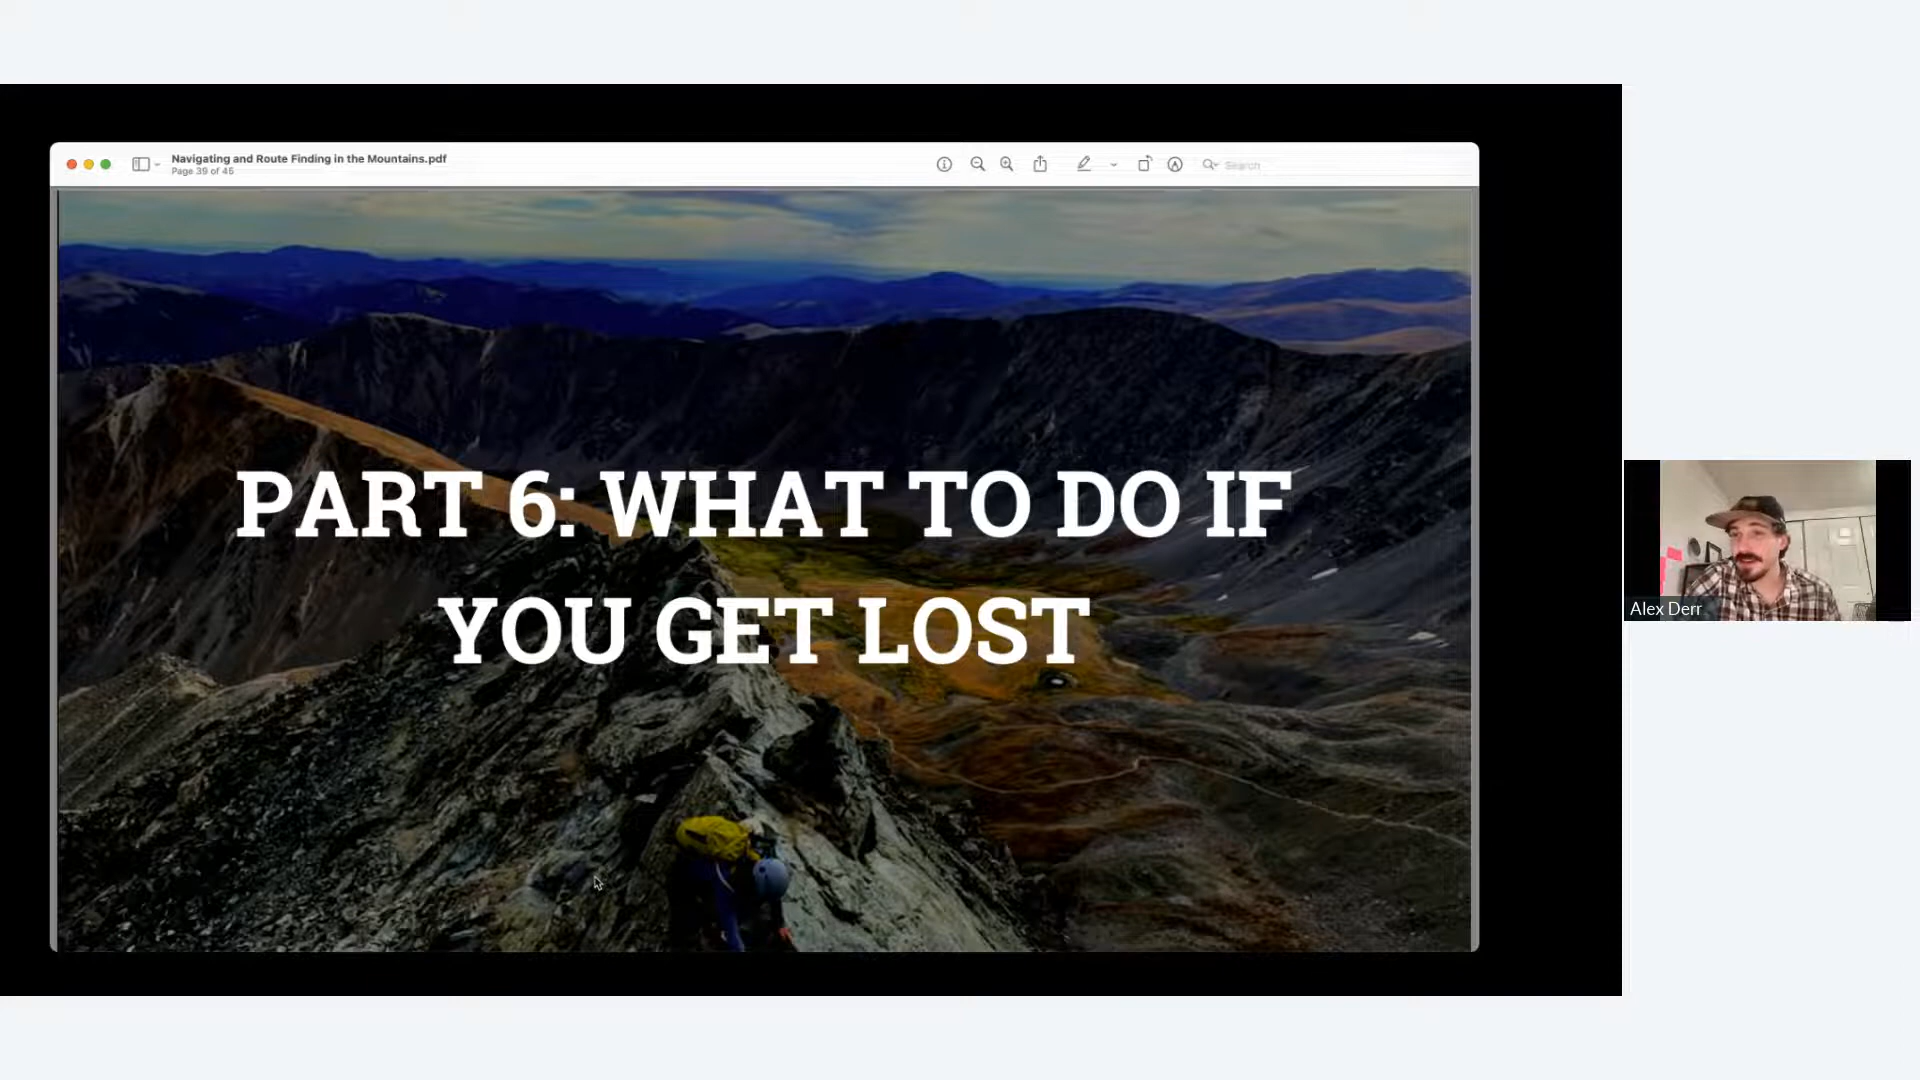 Navigating and Route Finding in the Mountains.pdf
Page 39 of 45
Search
PART 6: WHAT TO DO IF
YOU GET LOST
Alex Derr